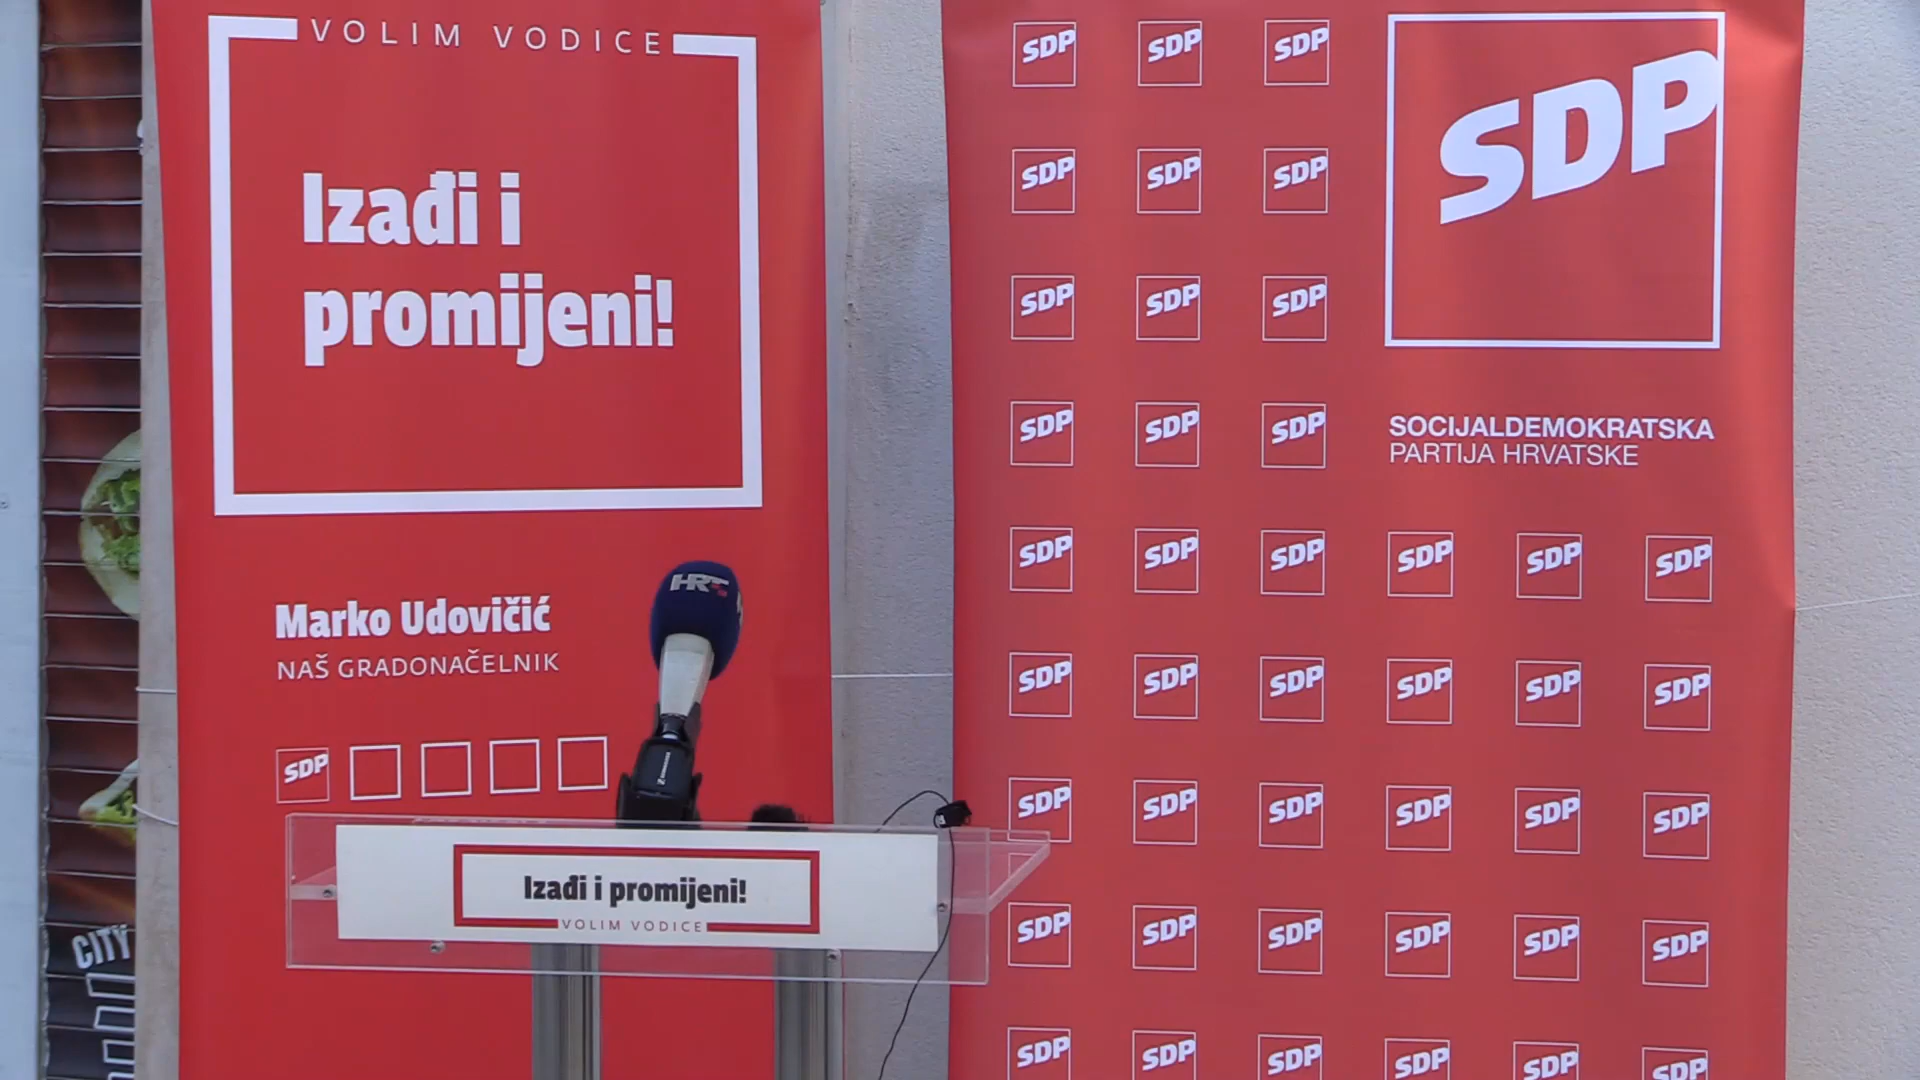 VOLIM VODICE
Izađi i
promijeni!
Marko Udovičić
NAŠ GRADONAČELNIK
SDP
HRT
SENNHEISER
Izađi i promijeni!
VOLIM VODICE
CITY
SDP
SOCIJALDEMOKRATSKA
PARTIJA HRVATSKE
SDP SDP SDP
SDP SDP SDP
SDP SDP SDP
SDP SDP SDP
SDP SDP SDP SDP SDP SDP
SDP SDP SDP SDP SDP SDP
SDP SDP SDP SDP SDP SDP
SDP SDP SDP SDP SDP SDP
SDP SDP SDP SDP SDP SDP